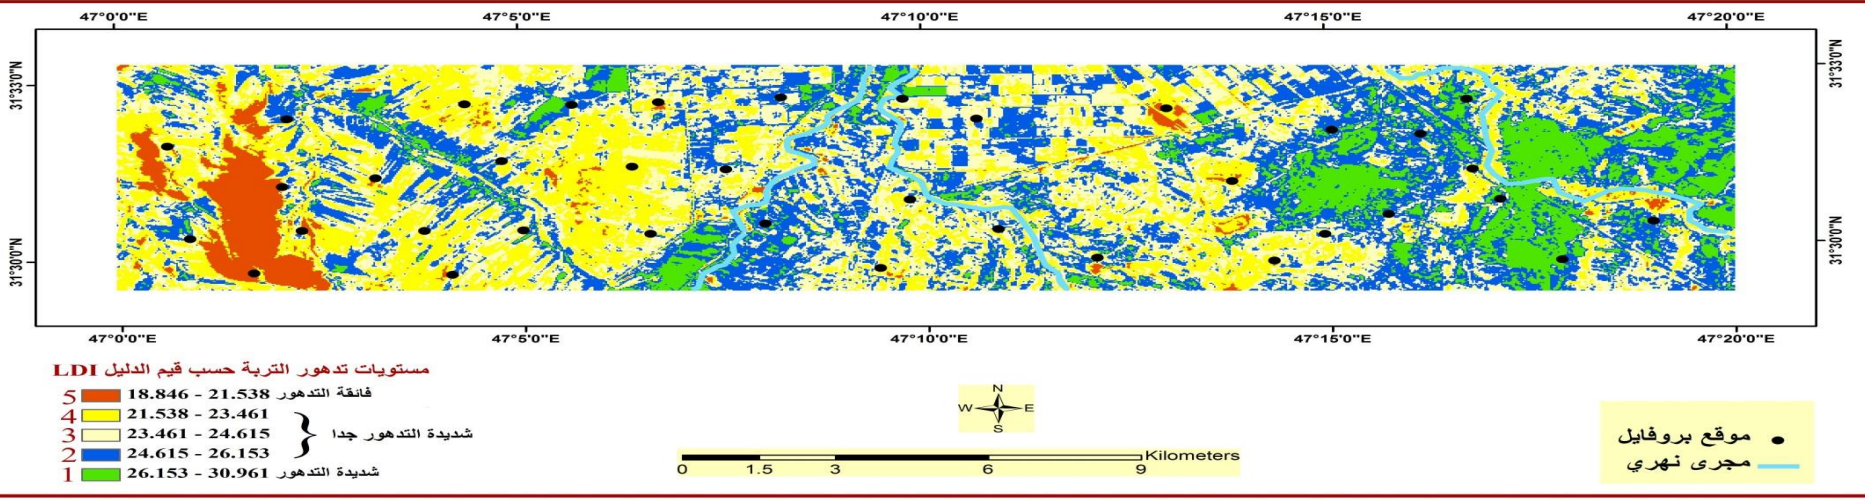 47°0'0"E 47°5'0"E 47°10'0"E 47°15'0"E 47°20'0"E
31°33'0"N 31°33'0"N
31°30'0"N 31°30'0"N
47°0'0"E 47°5'0"E 47°10'0"E 47°15'0"E 47°20'0"E
مستويات تدهور التربة حسب قيم الدليل LDI
5 18.846 - 21.538 فائقة التدهور
4 21.538 - 23.461
3 23.461 - 24.615 شديدة التدهور جدا
2 24.615 - 26.153
1 26.153 - 30.961 شديدة التدهور
N
W E
S
Kilometers
0 1.5 3 6 9
موقع بروفايل
مجرى نهري